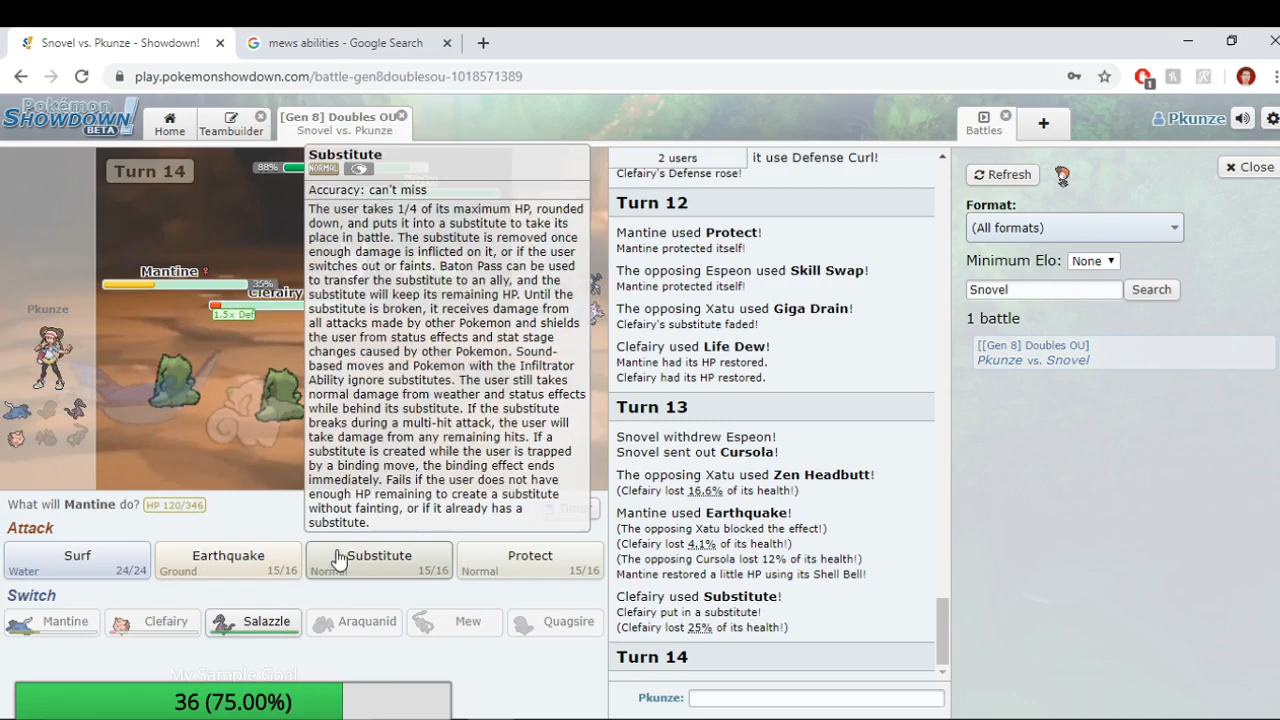 Snovel vs. Pkunze - Showdown!
mews abilities - Google Search
play.pokemonshowdown.com/battle-gen8doublesou-1018571389
1
Pokémon
SHOWDOWN!
BETA
Home
Teambuilder
[Gen 8] Doubles OU
Snovel vs. Pkunze
Battles
Pkunze
Turn 14
88%
Substitute
NORMAL
Accuracy: can't miss
The user takes 1/4 of its maximum HP, rounded
down, and puts it into a substitute to take its
place in battle. The substitute is removed once
enough damage is inflicted on it, or if the user
switches out or faints. Baton Pass can be used
to transfer the substitute to an ally, and the
substitute will keep its remaining HP. Until the
substitute is broken, it receives damage from
all attacks made by other Pokemon and shields
the user from status effects and stat stage
changes caused by other Pokemon. Sound-
based moves and Pokemon with the Infiltrator
Ability ignore substitutes. The user still takes
normal damage from weather and status effects
while behind its substitute. If the substitute
breaks during a multi-hit attack, the user will
take damage from any remaining hits. If a
substitute is created while the user is trapped
by a binding move, the binding effect ends
immediately. Fails if the user does not have
enough HP remaining to create a substitute
without fainting, or if it already has a
substitute.
Mantine
35%
Clefairy
1.5× Def
Pkunze
What will Mantine do? HP 120/346
Attack
Surf
Water 24/24
Earthquake
Ground 15/16
Substitute
Normal 15/16
Protect
Normal 15/16
Switch
Mantine
Clefairy
Salazzle
Araquanid
Mew
Quagsire
My Sample Goal
36 (75.00%)
2 users
it use Defense Curl!
Clefairy's Defense rose!
Turn 12
Mantine used Protect!
Mantine protected itself!
The opposing Espeon used Skill Swap!
Mantine protected itself!
The opposing Xatu used Giga Drain!
Clefairy's substitute faded!
Clefairy used Life Dew!
Mantine had its HP restored.
Clefairy had its HP restored.
Turn 13
Snovel withdrew Espeon!
Snovel sent out Cursola!
The opposing Xatu used Zen Headbutt!
(Clefairy lost 16.6% of its health!)
Mantine used Earthquake!
(The opposing Xatu blocked the effect!)
(Clefairy lost 4.1% of its health!)
(The opposing Cursola lost 12% of its health!)
Mantine restored a little HP using its Shell Bell!
Clefairy used Substitute!
Clefairy put in a substitute!
(Clefairy lost 25% of its health!)
Turn 14
Pkunze:
Refresh
Close
Format:
(All formats)
Minimum Elo: None
Snovel
Search
1 battle
[[Gen 8] Doubles OU]
Pkunze vs. Snovel